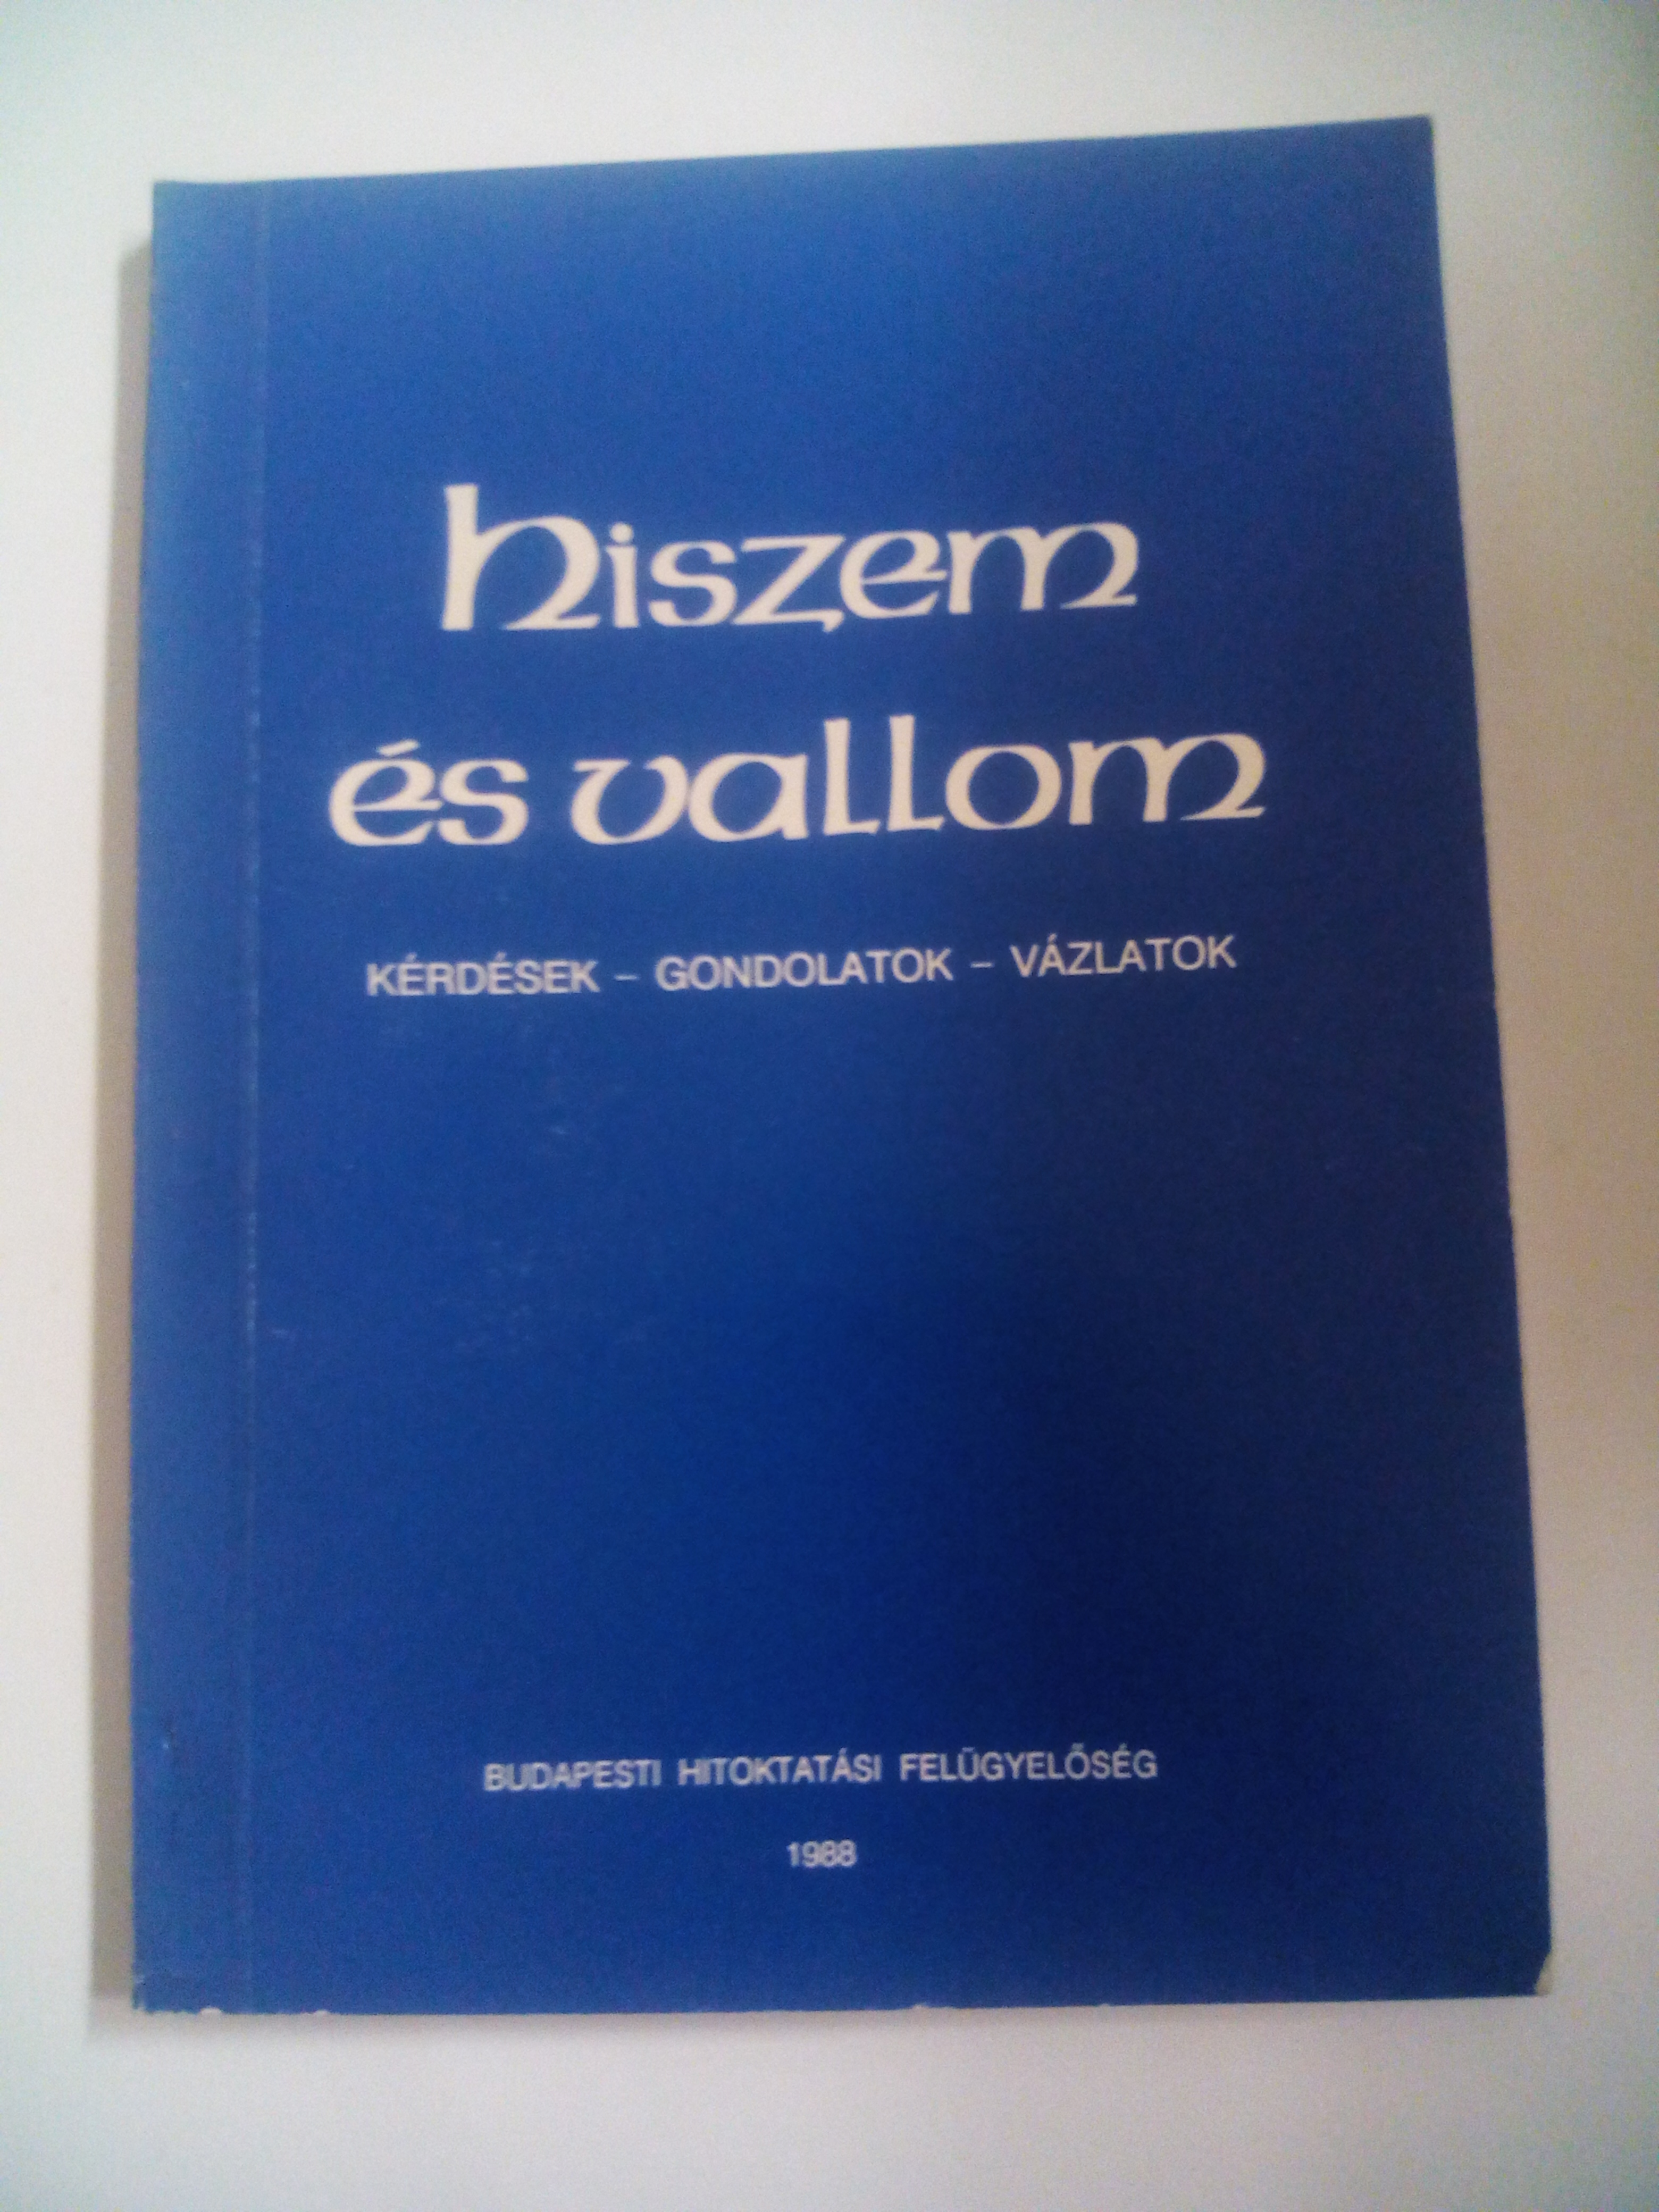 hiszem
és vallom
KÉRDÉSEK – GONDOLATOK – VÁZLATOK
BUDAPESTI HITOKTATÁSI FELÜGYELŐSÉG
1988